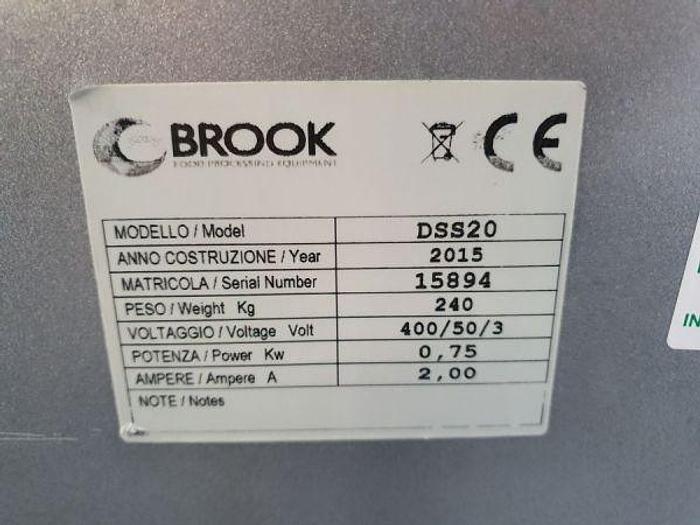 BROOK
FOOD PROCESSING EQUIPMENT
CE
MODELLO / Model DSS20
ANNO COSTRUZIONE / Year 2015
MATRICOLA / Serial Number 15894
PESO / Weight Kg 240
VOLTAGGIO / Voltage Volt 400/50/3
POTENZA / Power Kw 0,75
AMPERE / Ampere A 2,00
NOTE / Notes
IN